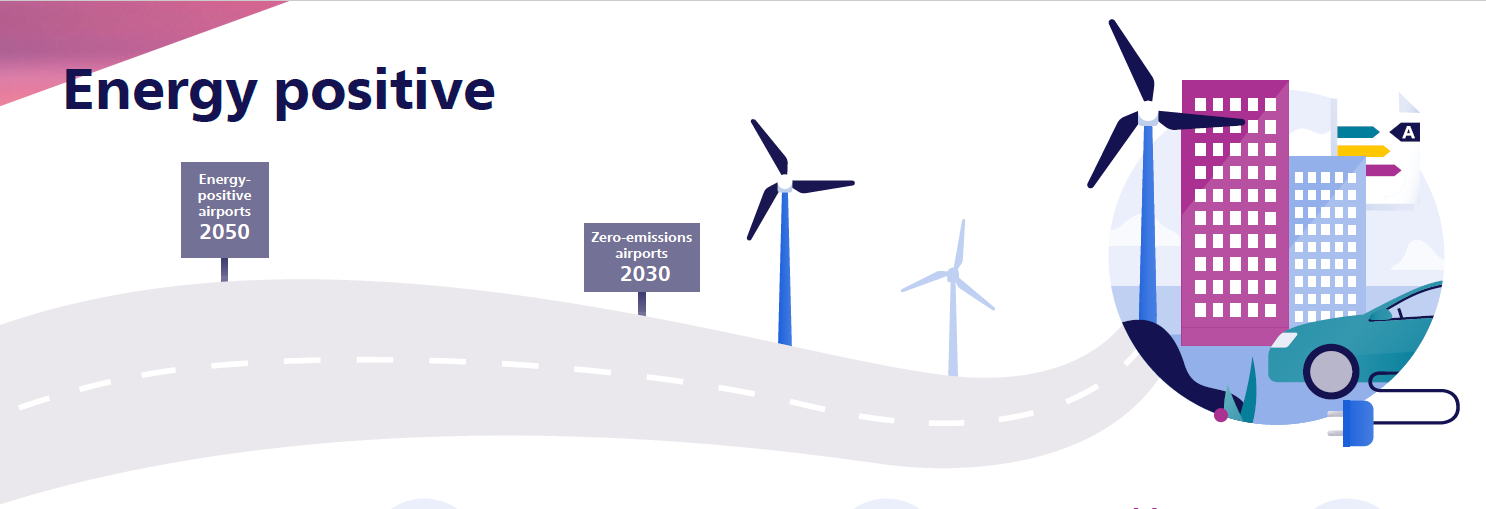 Energy positive
Energy-
positive
airports
2050
Zero-emissions
airports
2030
A